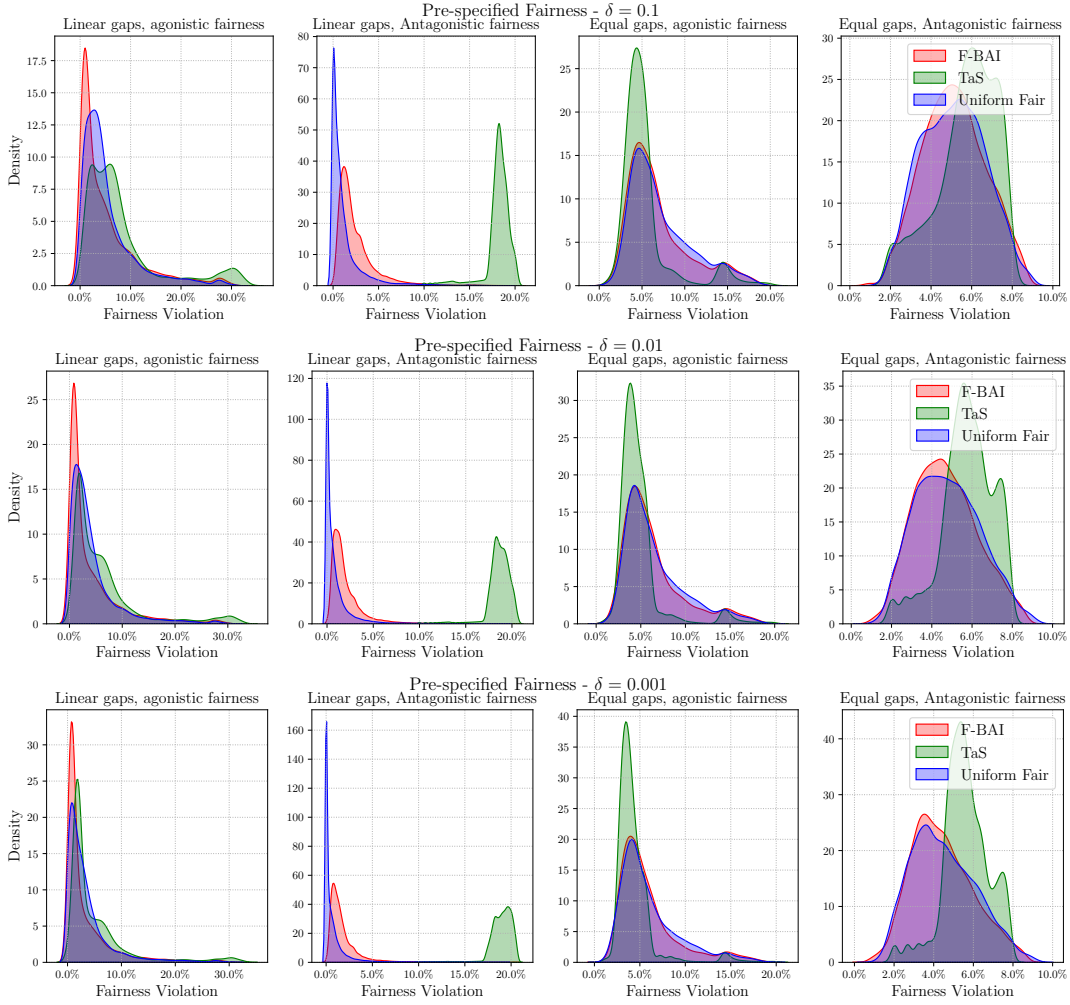 Pre-specified Fairness - δ = 0.1
Linear gaps, agonistic fairness
Linear gaps, Antagonistic fairness
Equal gaps, agonistic fairness
Equal gaps, Antagonistic fairness
Density
17.5
15.0
12.5
10.0
7.5
5.0
2.5
0.0
0.0% 10.0% 20.0% 30.0%
Fairness Violation
80
70
60
50
40
30
20
10
0
0.0% 5.0% 10.0% 15.0% 20.0%
Fairness Violation
25
20
15
10
5
0
0.0% 5.0% 10.0% 15.0% 20.0%
Fairness Violation
30
25
20
15
10
5
0
F-BAI
TaS
Uniform Fair
0.0% 2.0% 4.0% 6.0% 8.0% 10.0%
Fairness Violation
Pre-specified Fairness - δ = 0.01
Linear gaps, agonistic fairness
Linear gaps, Antagonistic fairness
Equal gaps, agonistic fairness
Equal gaps, Antagonistic fairness
Density
25
20
15
10
5
0
0.0% 10.0% 20.0% 30.0%
Fairness Violation
120
100
80
60
40
20
0
0.0% 5.0% 10.0% 15.0% 20.0%
Fairness Violation
30
25
20
15
10
5
0
0.0% 5.0% 10.0% 15.0% 20.0%
Fairness Violation
35
30
25
20
15
10
5
0
F-BAI
TaS
Uniform Fair
0.0% 2.0% 4.0% 6.0% 8.0% 10.0%
Fairness Violation
Pre-specified Fairness - δ = 0.001
Linear gaps, agonistic fairness
Linear gaps, Antagonistic fairness
Equal gaps, agonistic fairness
Equal gaps, Antagonistic fairness
Density
30
25
20
15
10
5
0
0.0% 10.0% 20.0% 30.0%
Fairness Violation
160
140
120
100
80
60
40
20
0
0.0% 5.0% 10.0% 15.0% 20.0%
Fairness Violation
40
35
30
25
20
15
10
5
0
0.0% 5.0% 10.0% 15.0% 20.0%
Fairness Violation
40
30
20
10
0
F-BAI
TaS
Uniform Fair
0.0% 2.0% 4.0% 6.0% 8.0% 10.0%
Fairness Violation